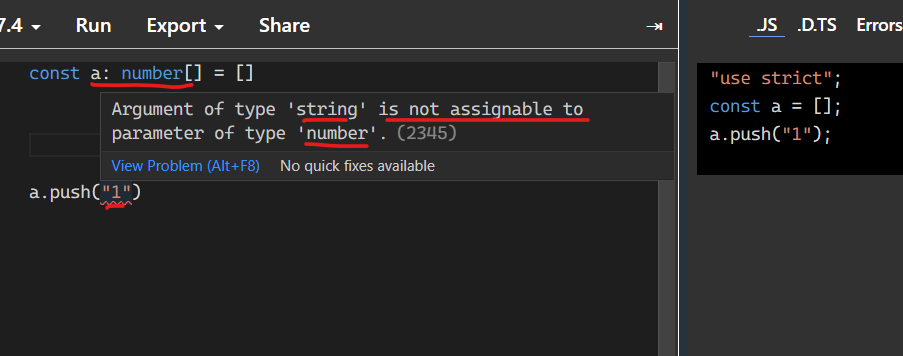 7.4 Run Export Share
.JS .D.TS Errors
const a: number[] = []
Argument of type 'string' is not assignable to
parameter of type 'number'. (2345)
View Problem (Alt+F8) No quick fixes available
a.push("1")
"use strict";
const a = [];
a.push("1");